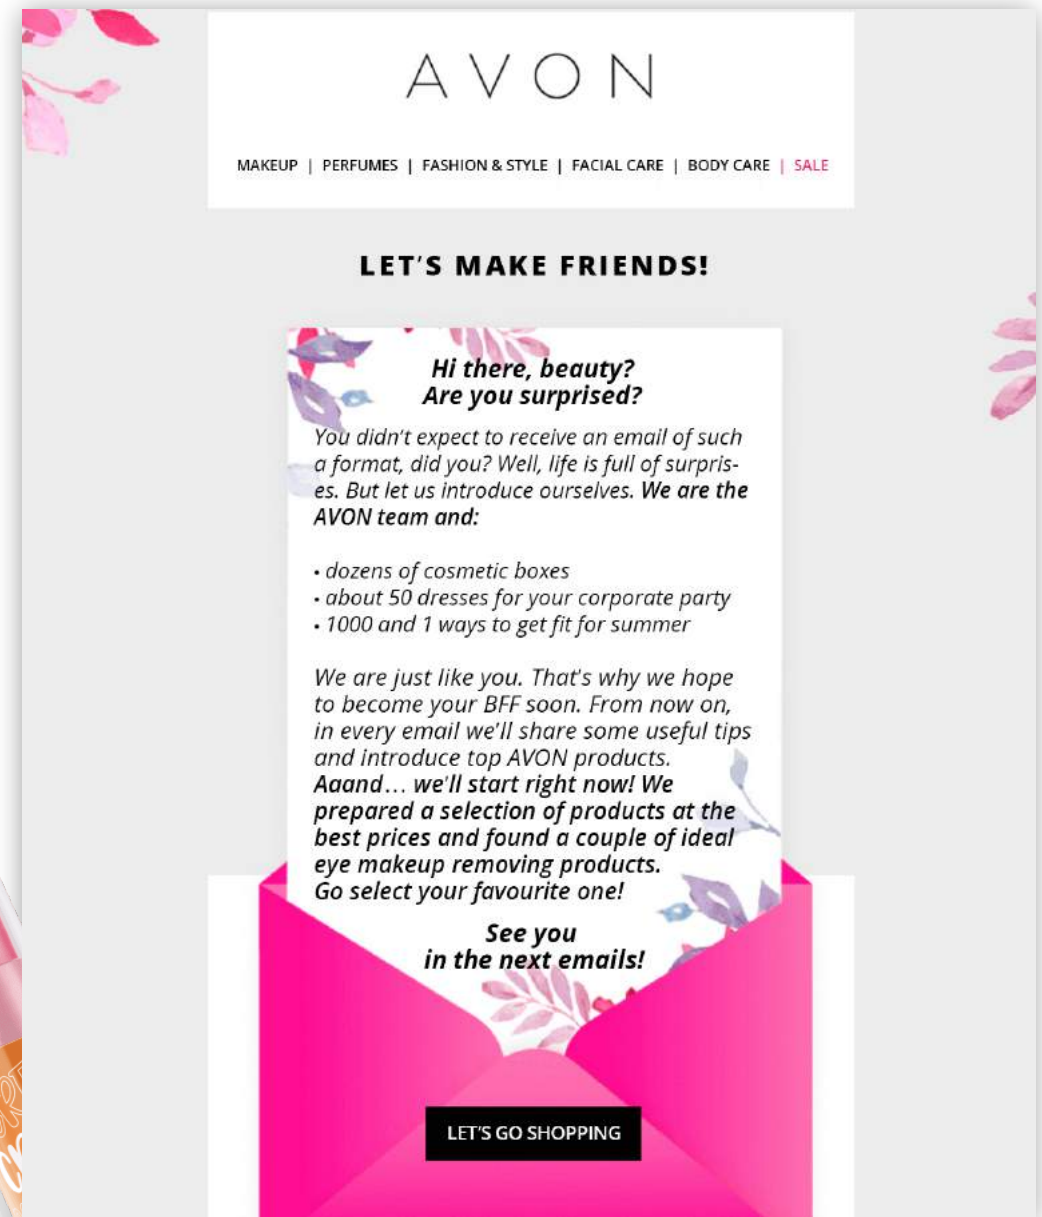 AVON
MAKEUP | PERFUMES | FASHION & STYLE | FACIAL CARE | BODY CARE | SALE
LET'S MAKE FRIENDS!
Hi there, beauty?
Are you surprised?
You didn't expect to receive an email of such
a format, did you? Well, life is full of surpris-
es. But let us introduce ourselves. We are the
AVON team and:
• dozens of cosmetic boxes
• about 50 dresses for your corporate party
• 1000 and 1 ways to get fit for summer
We are just like you. That's why we hope
to become your BFF soon. From now on,
in every email we'll share some useful tips
and introduce top AVON products.
Aaand... we'll start right now! We
prepared a selection of products at the
best prices and found a couple of ideal
eye makeup removing products.
Go select your favourite one!
See you
in the next emails!
LET'S GO SHOPPING